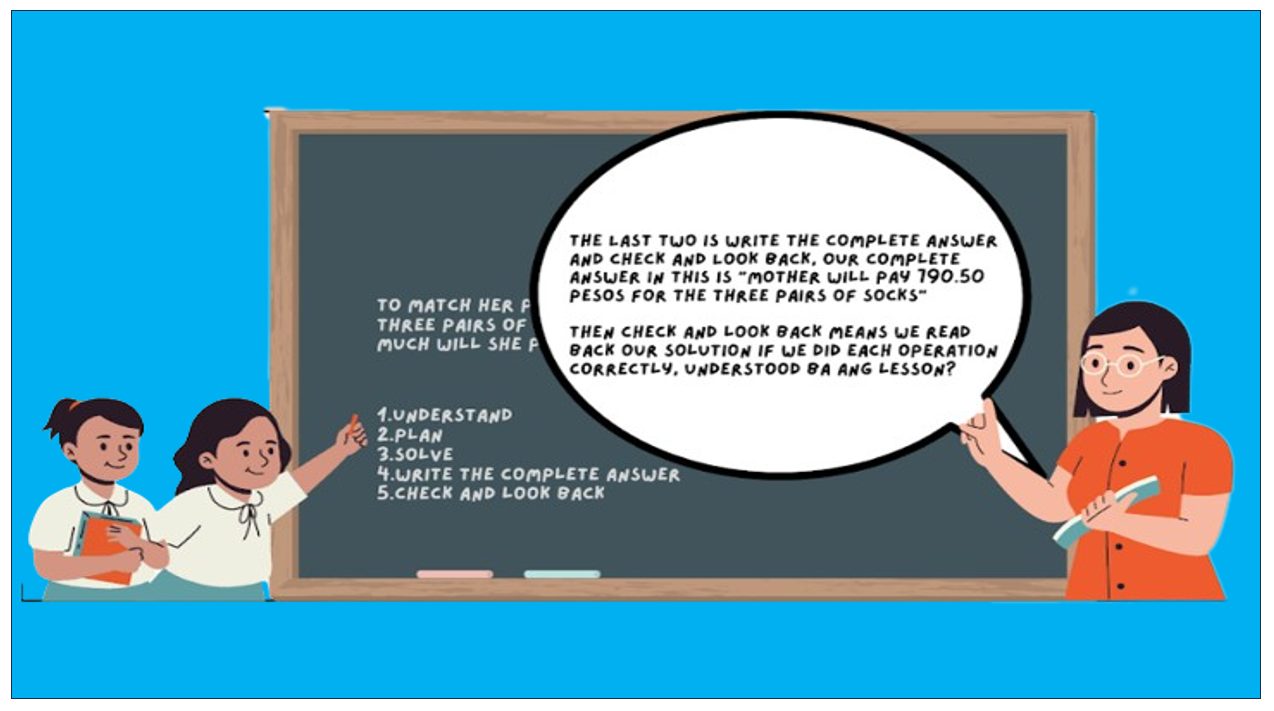 THE LAST TWO IS WRITE THE COMPLETE ANSWER
AND CHECK AND LOOK BACK, OUR COMPLETE
ANSWER IN THIS IS "MOTHER WILL PAY 790.50
PESOS FOR THE THREE PAIRS OF SOCKS"
THEN CHECK AND LOOK BACK MEANS WE READ
BACK OUR SOLUTION IF WE DID EACH OPERATION
CORRECTLY, UNDERSTOOD BA ANG LESSON?
TO MATCH HER
THREE PAIRS OF
MUCH WILL SHE
1.UNDERSTAND
2.PLAN
3.SOLVE
4.WRITE THE COMPLETE ANSWER
5.CHECK AND LOOK BACK